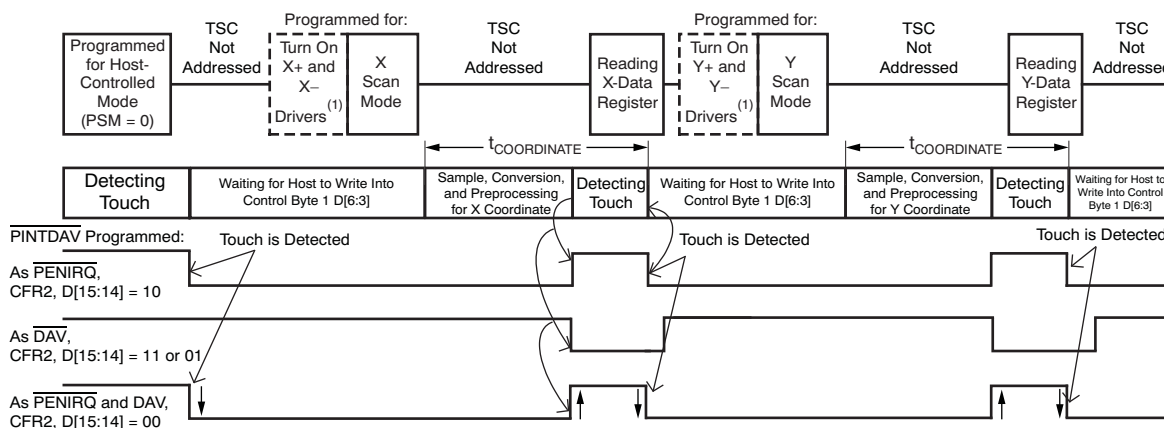 Programmed for:
Programmed for:
Programmed
for Host-
Controlled
Mode
(PSM = 0)
TSC
Not
Addressed
Turn On
X+ and
X–
Drivers(1)
X
Scan
Mode
TSC
Not
Addressed
Reading
X-Data
Register
Turn On
Y+ and
Y–
Drivers(1)
Y
Scan
Mode
TSC
Not
Addressed
Reading
Y-Data
Register
TSC
Not
Addressed
tCOORDINATE
tCOORDINATE
Detecting
Touch
Waiting for Host to Write Into
Control Byte 1 D[6:3]
Sample, Conversion,
and Preprocessing
for X Coordinate
Detecting
Touch
Waiting for Host to Write Into
Control Byte 1 D[6:3]
Sample, Conversion,
and Preprocessing
for Y Coordinate
Detecting
Touch
Waiting for Host to
Write Into Control
Byte 1 D[6:3]
PINTDAV Programmed:
Touch is Detected
Touch is Detected
Touch is Detected
As PENIRQ,
CFR2, D[15:14] = 10
As DAV,
CFR2, D[15:14] = 11 or 01
As PENIRQ and DAV,
CFR2, D[15:14] = 00